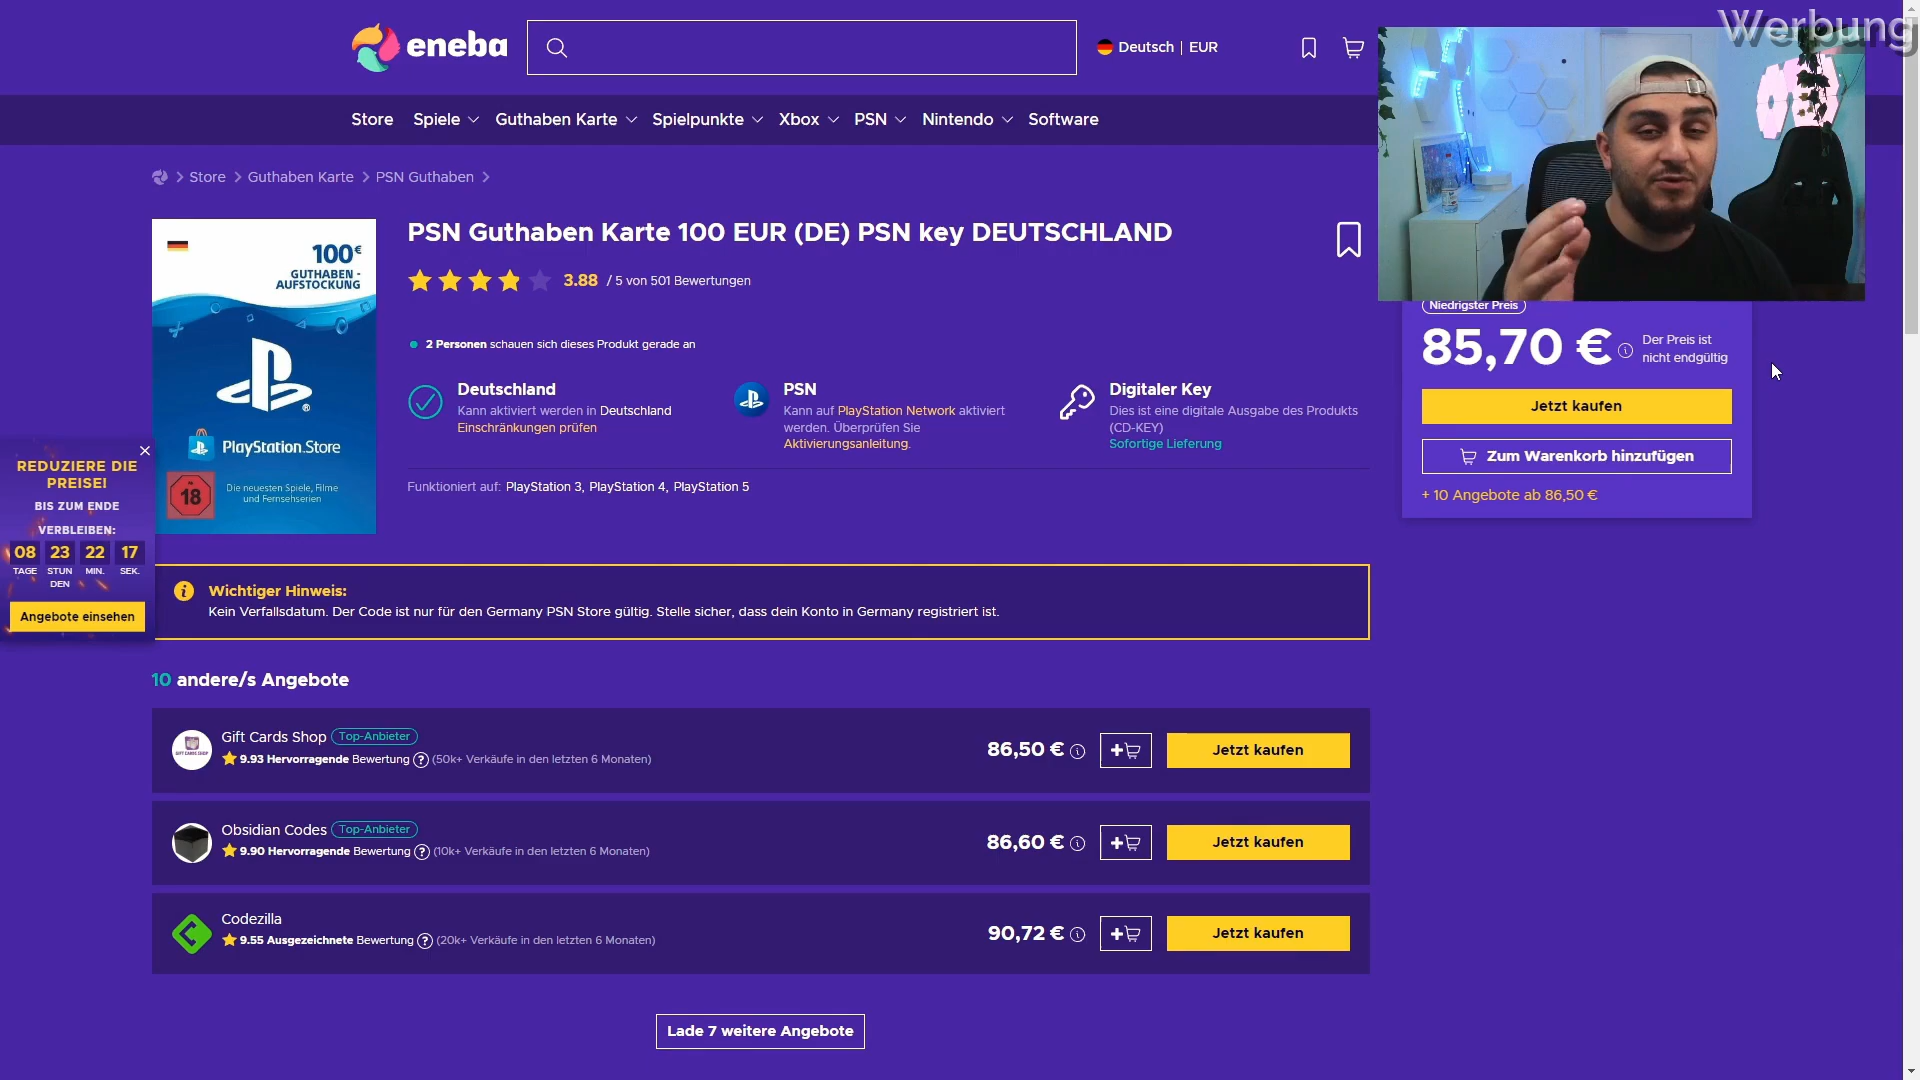 Werbung
eneba
Deutsch | EUR
Store Spiele Guthaben Karte Spielpunkte Xbox PSN Nintendo Software
Store > Guthaben Karte > PSN Guthaben >
100€
GUTHABEN -
AUFSTOCKUNG
PlayStation.Store
18
Die neuesten Spiele, Filme
und Fernsehserien
PSN Guthaben Karte 100 EUR (DE) PSN key DEUTSCHLAND
3.88 / 5 von 501 Bewertungen
2 Personen schauen sich dieses Produkt gerade an
Deutschland
Kann aktiviert werden in Deutschland
Einschränkungen prüfen
PSN
Kann auf PlayStation Network aktiviert
werden. Überprüfen Sie
Aktivierungsanleitung.
Digitaler Key
Dies ist eine digitale Ausgabe des Produkts
(CD-KEY)
Sofortige Lieferung
Funktioniert auf: PlayStation 3, PlayStation 4, PlayStation 5
Niedrigster Preis
85,70 €
Der Preis ist
nicht endgültig
Jetzt kaufen
Zum Warenkorb hinzufügen
+ 10 Angebote ab 86,50 €
REDUZIERE DIE
PREISE!
BIS ZUM ENDE
VERBLEIBEN:
08 23 22 17
TAGE STUN MIN. SEK.
DEN
Angebote einsehen
Wichtiger Hinweis:
Kein Verfallsdatum. Der Code ist nur für den Germany PSN Store gültig. Stelle sicher, dass dein Konto in Germany registriert ist.
10 andere/s Angebote
Gift Cards Shop Top-Anbieter
9.93 Hervorragende Bewertung ? (50k+ Verkäufe in den letzten 6 Monaten)
86,50 €
Jetzt kaufen
Obsidian Codes Top-Anbieter
9.90 Hervorragende Bewertung ? (10k+ Verkäufe in den letzten 6 Monaten)
86,60 €
Jetzt kaufen
Codezilla
9.55 Ausgezeichnete Bewertung ? (20k+ Verkäufe in den letzten 6 Monaten)
90,72 €
Jetzt kaufen
Lade 7 weitere Angebote